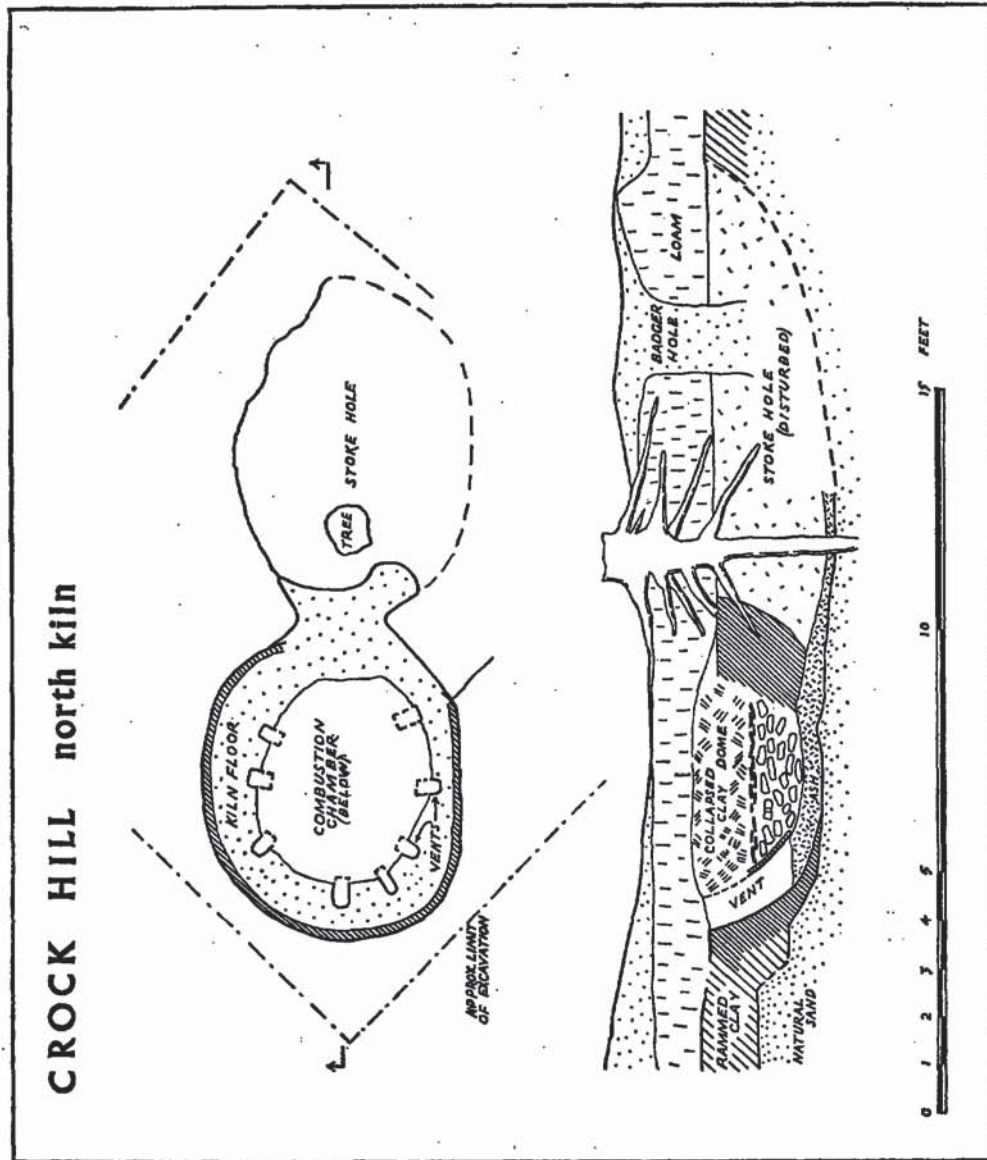 CROCK HILL north kiln
KILN FLOOR
COMBUSTION
CHAMBER
(BELOW)
VENTS
TREE
STOKE HOLE
APPROX. LIMIT
OF EXCAVATION
RAMMED
CLAY
NATURAL
SAND
VENT
COLLAPSED
CLAY DOME
ASH
BADGER
HOLE
LOAM
STOKE HOLE
(DISTURBED)
0 1 2 3 4 5 10 15 FEET